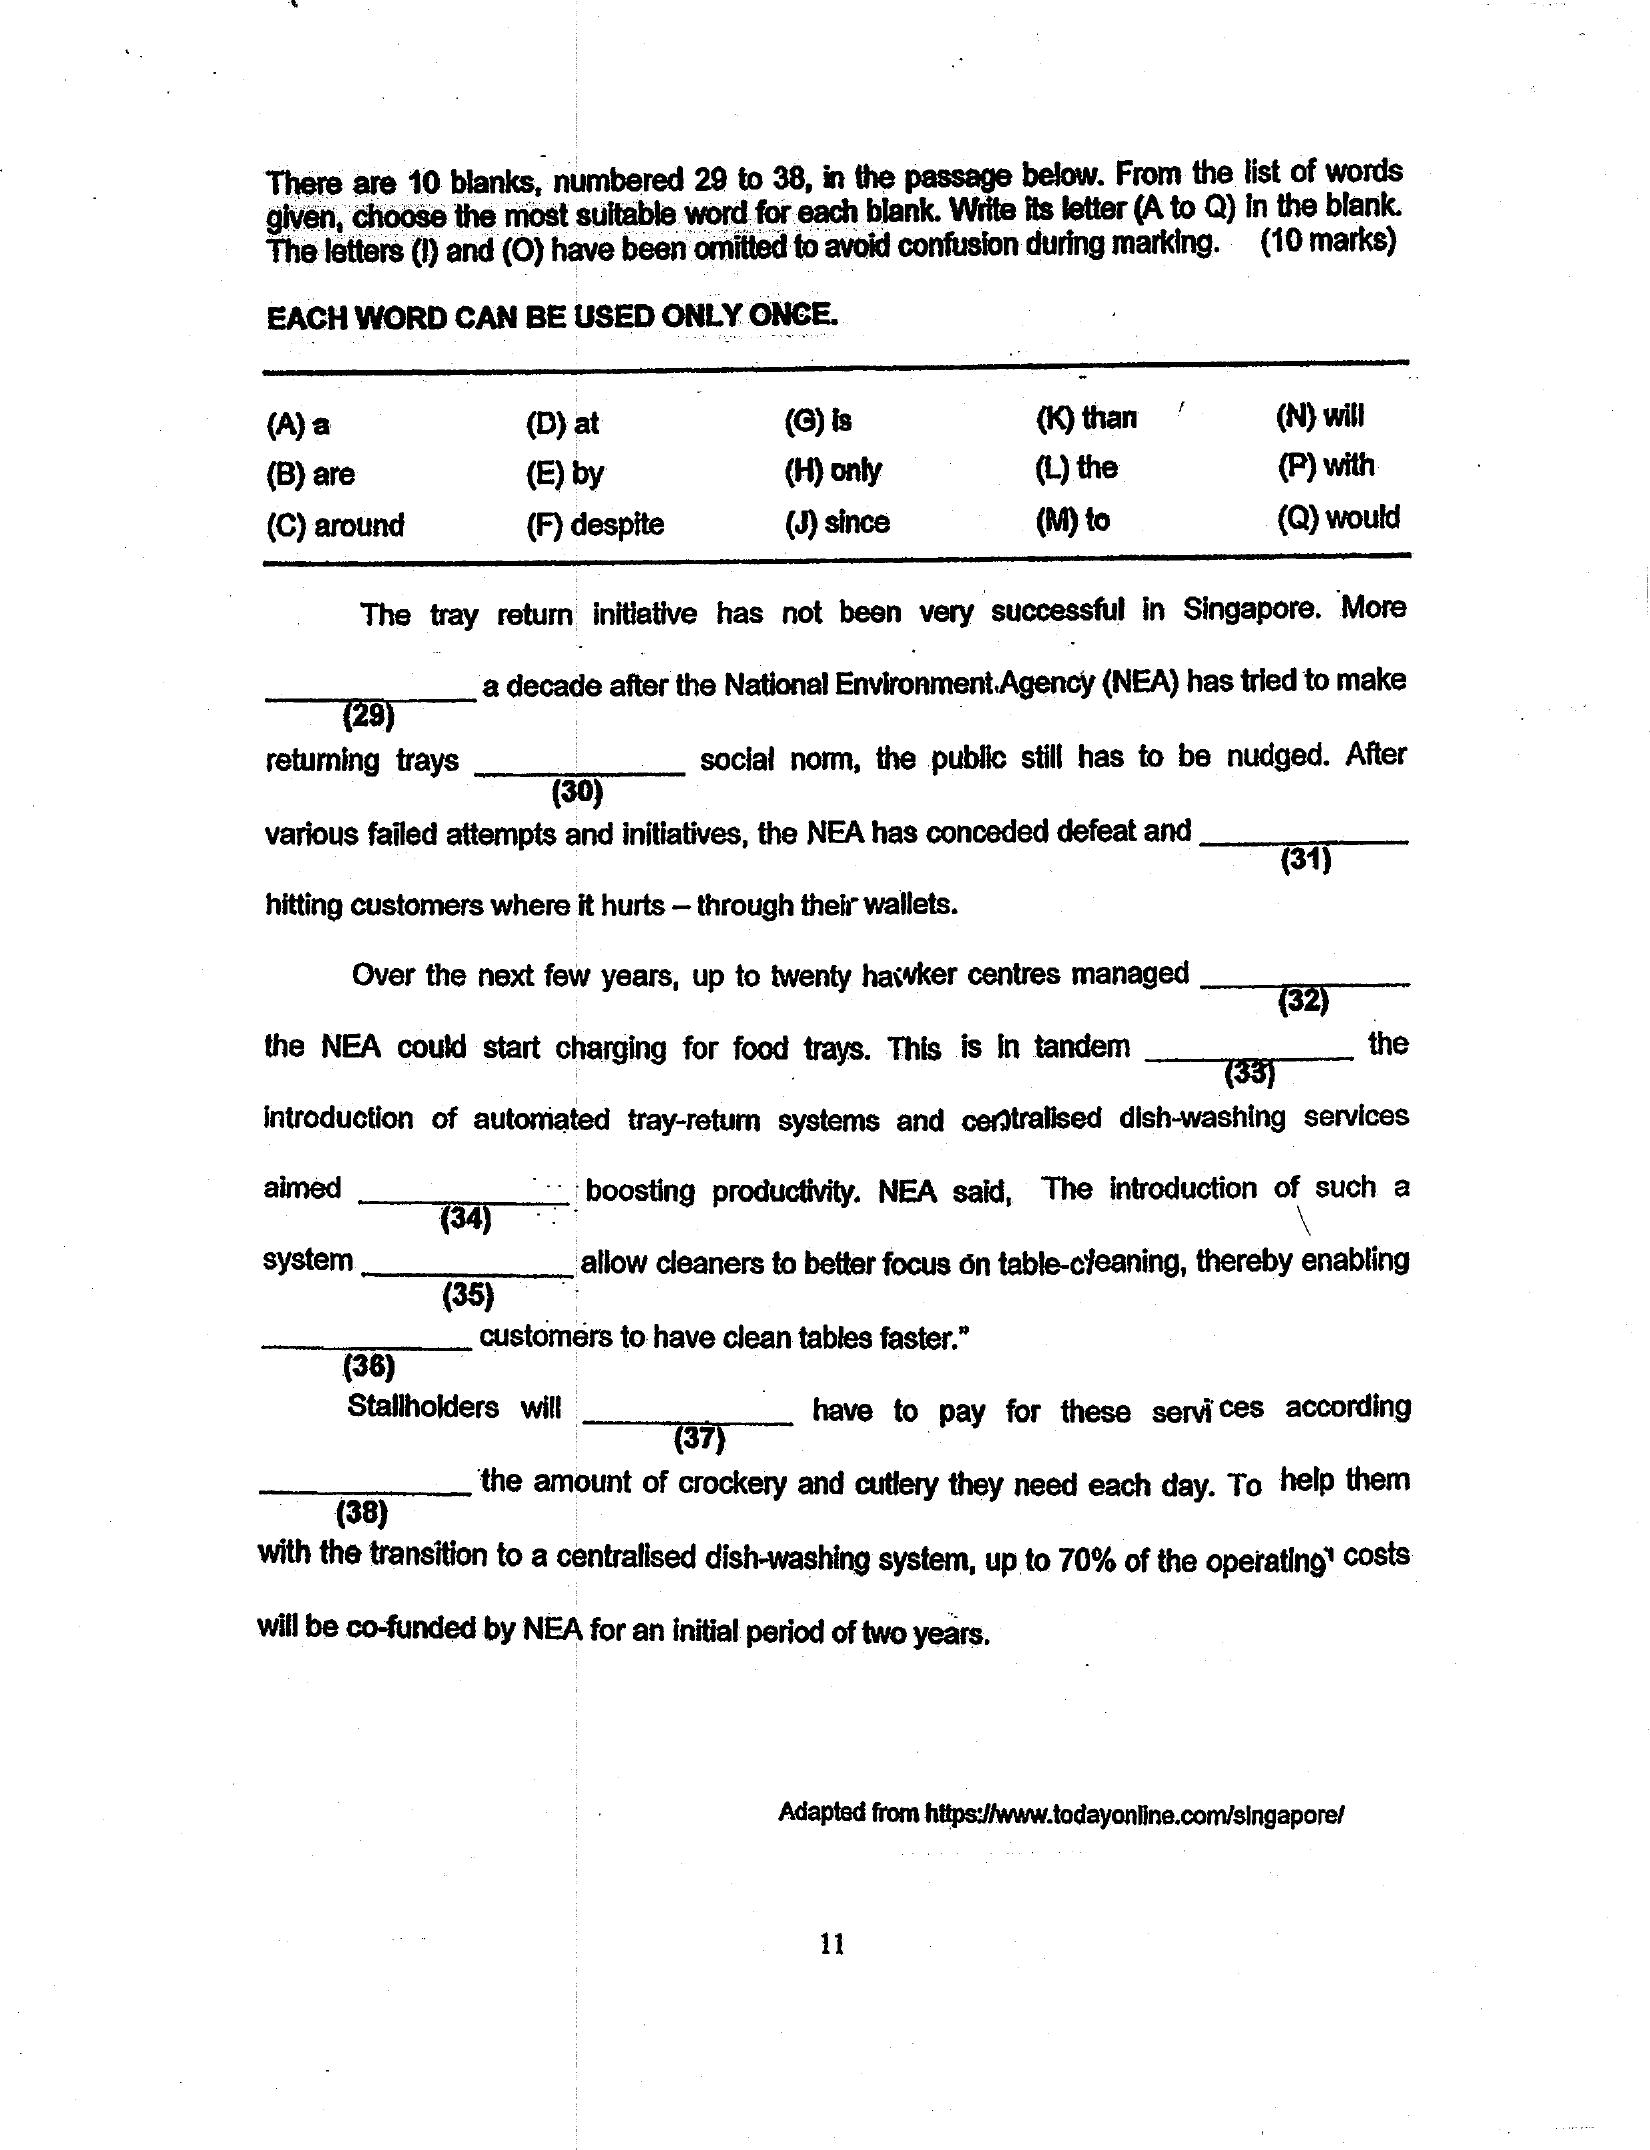 There are 10 blanks, numbered 29 to 38, in the passage below. From the list of words
given, choose the most suitable word for each blank. Write its letter (A to Q) in the blank.
The letters (I) and (O) have been omitted to avoid confusion during marking. (10 marks)
EACH WORD CAN BE USED ONLY ONCE.
(A) a (D) at (G) is (K) than (N) will
(B) are (E) by (H) only (L) the (P) with
(C) around (F) despite (J) since (M) to (Q) would
The tray return initiative has not been very successful in Singapore. More
__________ a decade after the National Environment Agency (NEA) has tried to make
(29)
returning trays __________ social norm, the public still has to be nudged. After
(30)
various failed attempts and initiatives, the NEA has conceded defeat and __________
(31)
hitting customers where it hurts – through their wallets.
Over the next few years, up to twenty hawker centres managed __________
(32)
the NEA could start charging for food trays. This is in tandem __________ the
(33)
introduction of automated tray-return systems and centralised dish-washing services
aimed __________ boosting productivity. NEA said, The introduction of such a
(34)
system __________ allow cleaners to better focus on table-cleaning, thereby enabling
(35)
__________ customers to have clean tables faster.”
(36)
Stallholders will __________ have to pay for these services according
(37)
__________ the amount of crockery and cutlery they need each day. To help them
(38)
with the transition to a centralised dish-washing system, up to 70% of the operating costs
will be co-funded by NEA for an initial period of two years.
Adapted from https://www.todayonline.com/singapore/
11